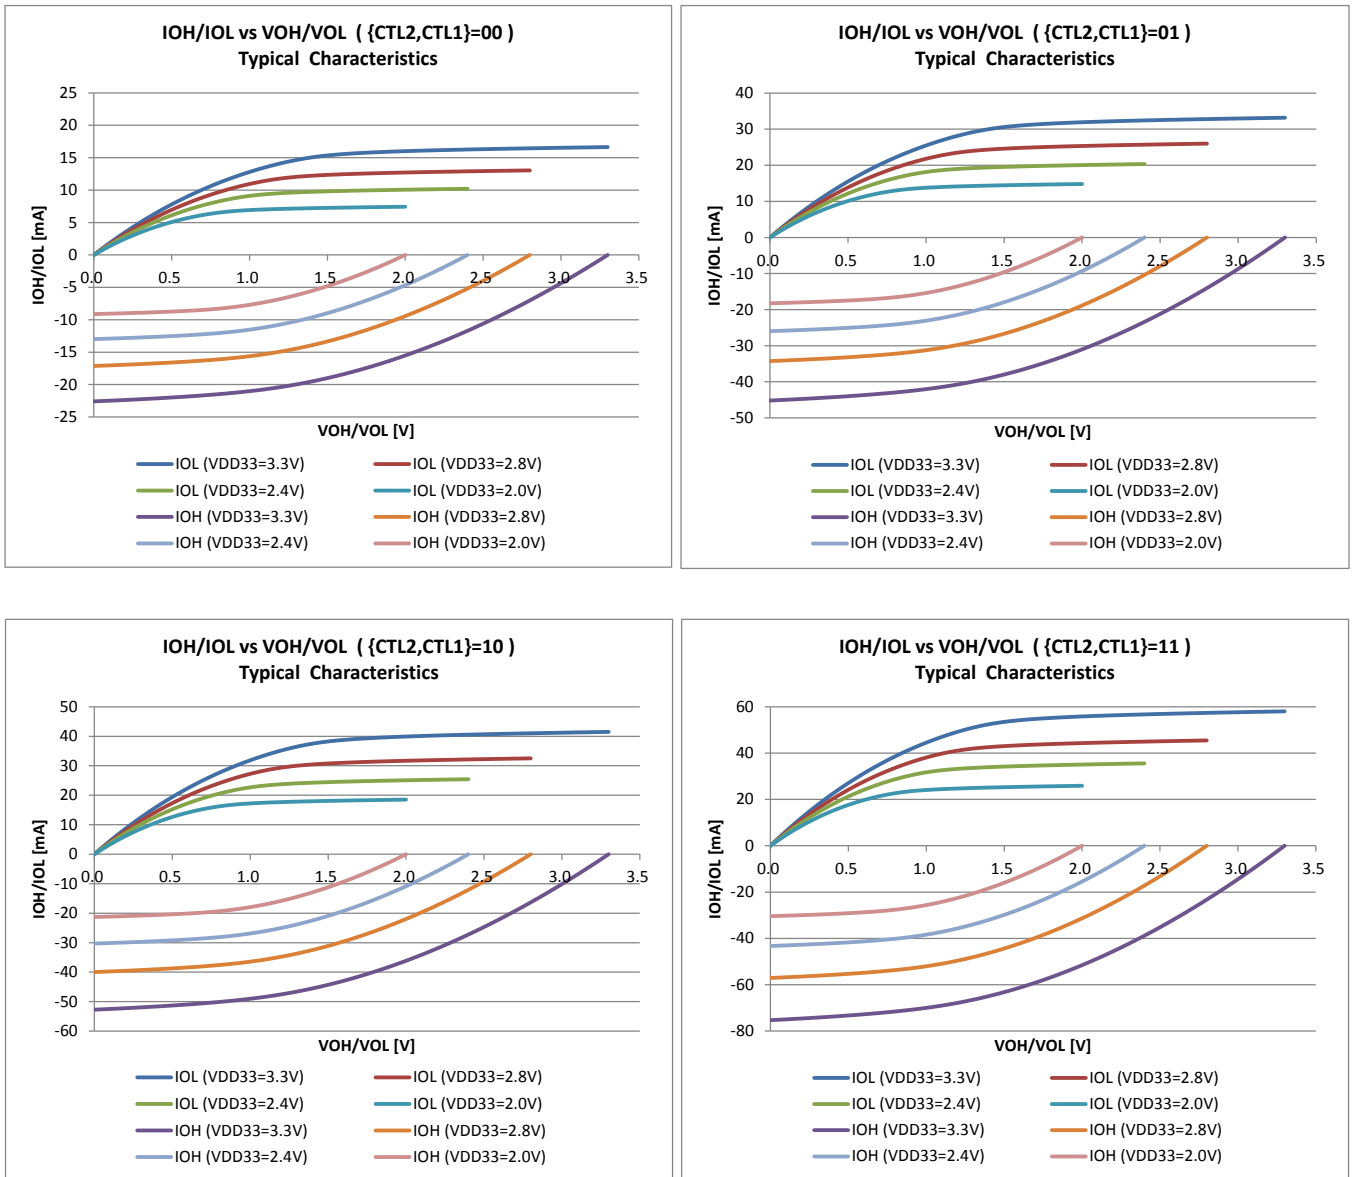 IOH/IOL vs VOH/VOL ( {CTL2,CTL1}=00 )
Typical Characteristics
25
20
15
10
5
0
-5
-10
-15
-20
-25
0.0 0.5 1.0 1.5 2.0 2.5 3.0 3.5
IOH/IOL [mA]
VOH/VOL [V]
IOL (VDD33=3.3V) IOL (VDD33=2.8V)
IOL (VDD33=2.4V) IOL (VDD33=2.0V)
IOH (VDD33=3.3V) IOH (VDD33=2.8V)
IOH (VDD33=2.4V) IOH (VDD33=2.0V)
IOH/IOL vs VOH/VOL ( {CTL2,CTL1}=01 )
Typical Characteristics
40
30
20
10
0
-10
-20
-30
-40
-50
0.0 0.5 1.0 1.5 2.0 2.5 3.0 3.5
IOH/IOL [mA]
VOH/VOL [V]
IOL (VDD33=3.3V) IOL (VDD33=2.8V)
IOL (VDD33=2.4V) IOL (VDD33=2.0V)
IOH (VDD33=3.3V) IOH (VDD33=2.8V)
IOH (VDD33=2.4V) IOH (VDD33=2.0V)
IOH/IOL vs VOH/VOL ( {CTL2,CTL1}=10 )
Typical Characteristics
50
40
30
20
10
0
-10
-20
-30
-40
-50
-60
0.0 0.5 1.0 1.5 2.0 2.5 3.0 3.5
IOH/IOL [mA]
VOH/VOL [V]
IOL (VDD33=3.3V) IOL (VDD33=2.8V)
IOL (VDD33=2.4V) IOL (VDD33=2.0V)
IOH (VDD33=3.3V) IOH (VDD33=2.8V)
IOH (VDD33=2.4V) IOH (VDD33=2.0V)
IOH/IOL vs VOH/VOL ( {CTL2,CTL1}=11 )
Typical Characteristics
60
40
20
0
-20
-40
-60
-80
0.0 0.5 1.0 1.5 2.0 2.5 3.0 3.5
IOH/IOL [mA]
VOH/VOL [V]
IOL (VDD33=3.3V) IOL (VDD33=2.8V)
IOL (VDD33=2.4V) IOL (VDD33=2.0V)
IOH (VDD33=3.3V) IOH (VDD33=2.8V)
IOH (VDD33=2.4V) IOH (VDD33=2.0V)